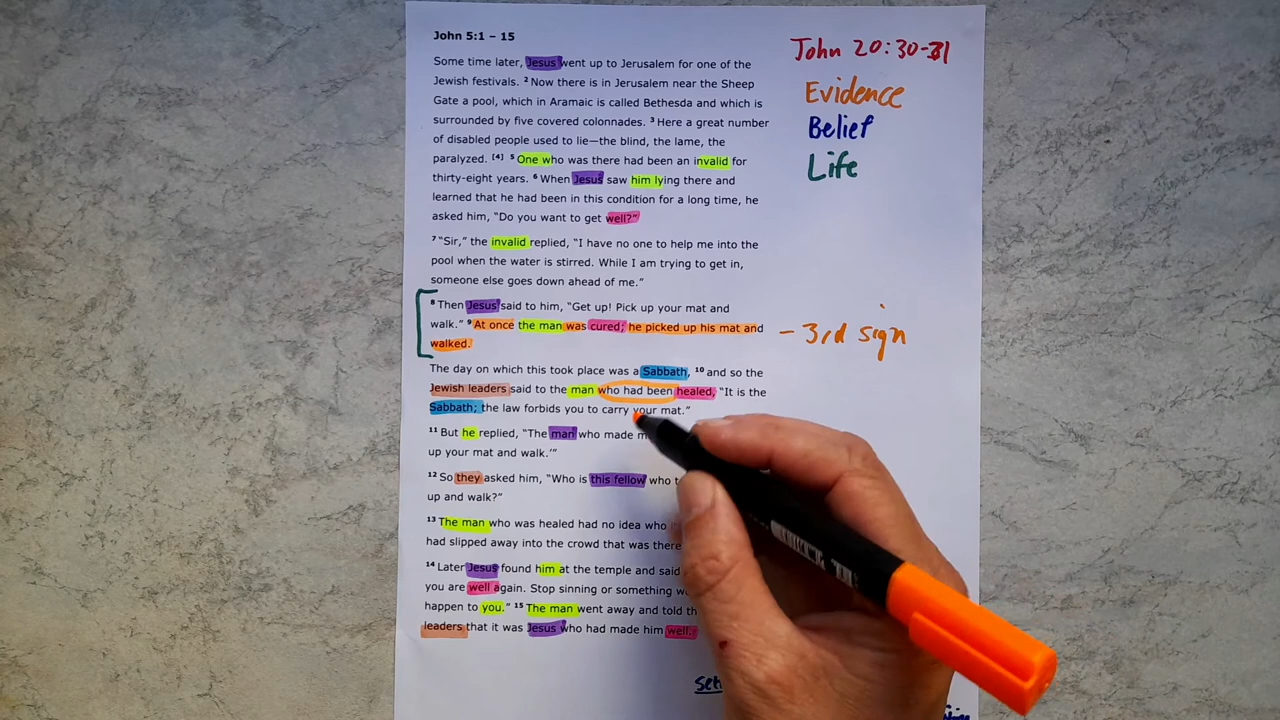 John 5:1 – 15
John 20:30-31
Some time later, Jesus went up to Jerusalem for one of the
Jewish festivals. 2 Now there is in Jerusalem near the Sheep
Evidence
Gate a pool, which in Aramaic is called Bethesda and which is
surrounded by five covered colonnades. 3 Here a great number
Belief
of disabled people used to lie—the blind, the lame, the
paralyzed. [4] 5 One who was there had been an invalid for
Life
thirty-eight years. 6 When Jesus saw him lying there and
learned that he had been in this condition for a long time, he
asked him, “Do you want to get well?”
7 “Sir,” the invalid replied, “I have no one to help me into the
pool when the water is stirred. While I am trying to get in,
someone else goes down ahead of me.”
8 Then Jesus said to him, “Get up! Pick up your mat and
walk.” 9 At once the man was cured; he picked up his mat and
walked.
- 3rd sign
The day on which this took place was a Sabbath, 10 and so the
Jewish leaders said to the man who had been healed, “It is the
Sabbath; the law forbids you to carry your mat.”
11 But he replied, “The man who made
up your mat and walk.’”
12 So they asked him, “Who is this fellow who
up and walk?”
13 The man who was healed had no idea who
had slipped away into the crowd that was there
14 Later Jesus found him at the temple and said
you are well again. Stop sinning or something
happen to you.” 15 The man went away and told
leaders that it was Jesus who had made him well.